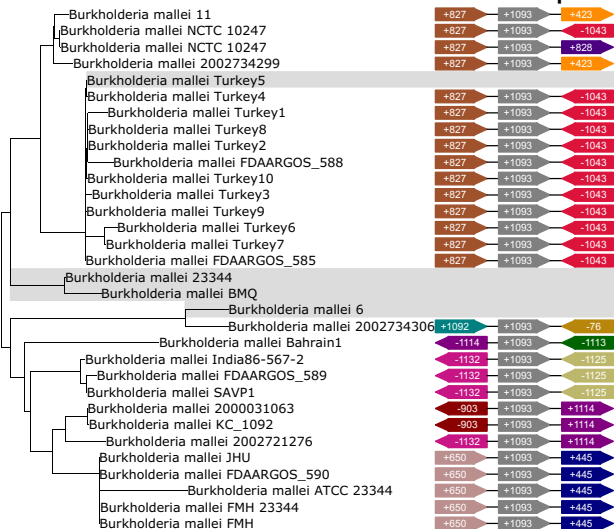 Burkholderia mallei 11 +827 +1093 +423
Burkholderia mallei NCTC 10247 +827 +1093 -1043
Burkholderia mallei NCTC 10247 +827 +1093 +828
Burkholderia mallei 2002734299 +827 +1093 +423
Burkholderia mallei Turkey5
Burkholderia mallei Turkey4 +827 +1093 -1043
Burkholderia mallei Turkey1 +827 +1093 -1043
Burkholderia mallei Turkey8 +827 +1093 -1043
Burkholderia mallei Turkey2 +827 +1093 -1043
Burkholderia mallei FDAARGOS_588 +827 +1093 -1043
Burkholderia mallei Turkey10 +827 +1093 -1043
Burkholderia mallei Turkey3 +827 +1093 -1043
Burkholderia mallei Turkey9 +827 +1093 -1043
Burkholderia mallei Turkey6 +827 +1093 -1043
Burkholderia mallei Turkey7 +827 +1093 -1043
Burkholderia mallei FDAARGOS_585 +827 +1093 -1043
Burkholderia mallei 23344
Burkholderia mallei BMQ
Burkholderia mallei 6
Burkholderia mallei 2002734306 +1092 +1093 -76
Burkholderia mallei Bahrain1 -1114 +1093 -1113
Burkholderia mallei India86-567-2 -1132 +1093 -1125
Burkholderia mallei FDAARGOS_589 -1132 +1093 -1125
Burkholderia mallei SAVP1 -1132 +1093 -1125
Burkholderia mallei 2000031063 -903 +1093 +1114
Burkholderia mallei KC_1092 -903 +1093 +1114
Burkholderia mallei 2002721276 -1132 +1093 +1114
Burkholderia mallei JHU +650 +1093 +445
Burkholderia mallei FDAARGOS_590 +650 +1093 +445
Burkholderia mallei ATCC 23344 +650 +1093 +445
Burkholderia mallei FMH 23344 +650 +1093 +445
Burkholderia mallei FMH +650 +1093 +445